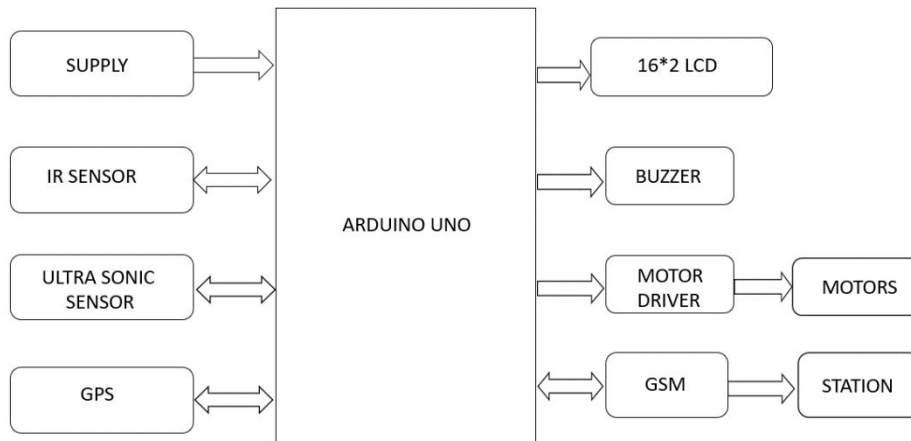 SUPPLY
16*2 LCD
IR SENSOR
BUZZER
ARDUINO UNO
ULTRA SONIC
SENSOR
MOTOR
DRIVER
MOTORS
GPS
GSM
STATION